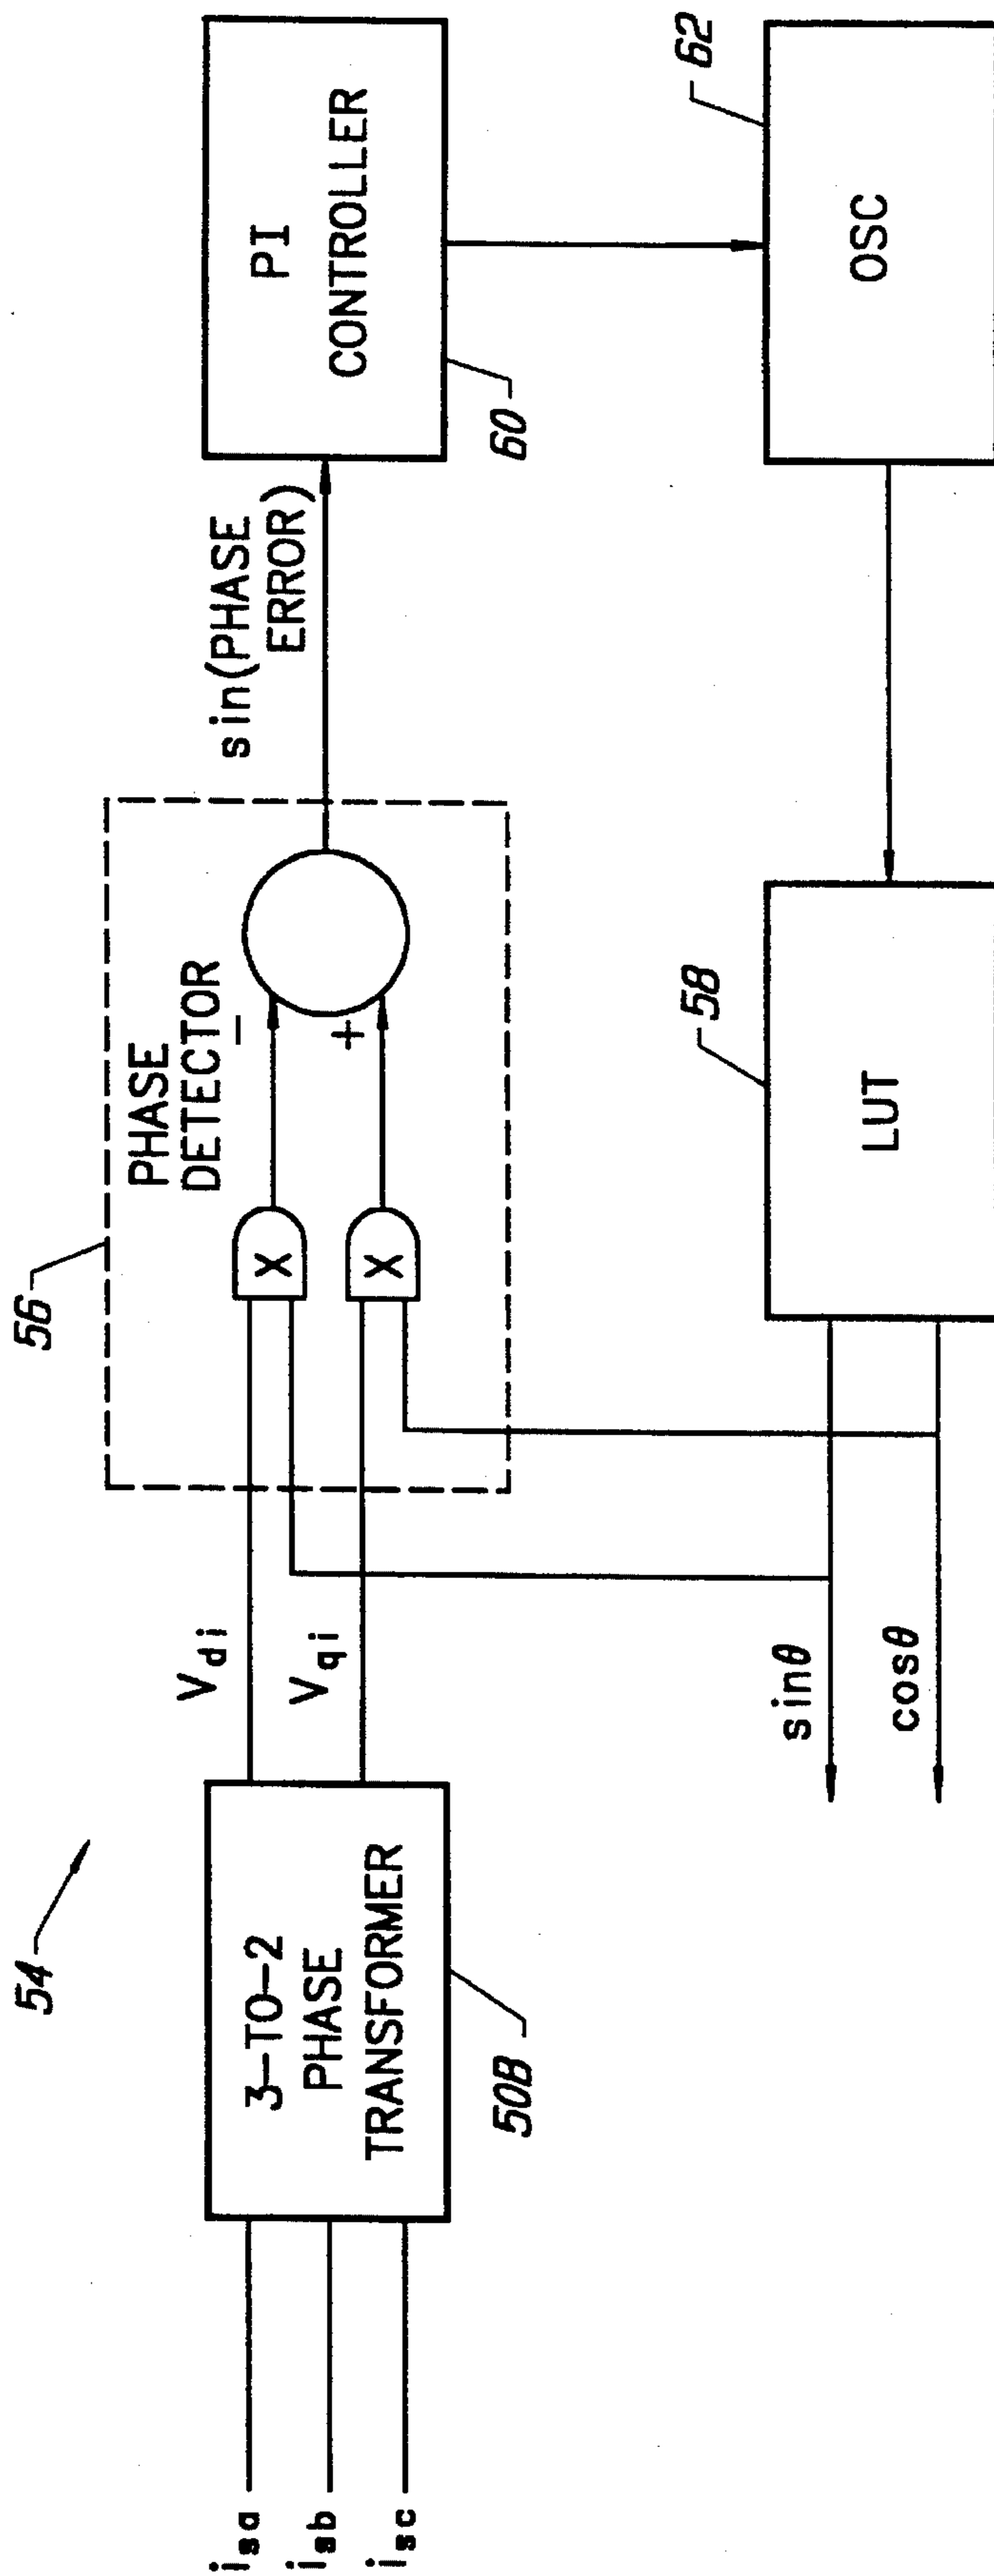 54
i_sa
i_sb
i_sc
3-TO-2
PHASE
TRANSFORMER
50B
V_di
V_qi
56
PHASE
DETECTOR
X
X
−
+
sin(PHASE
ERROR)
PI
CONTROLLER
60
62
OSC
58
LUT
sinθ
cosθ